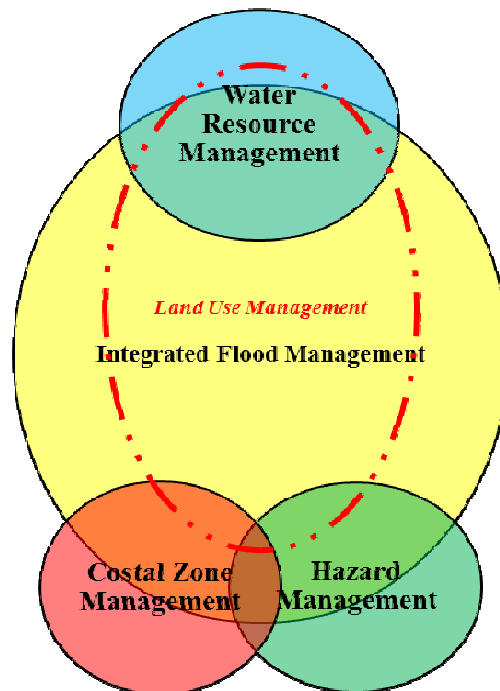 Water
Resource
Management
Land Use Management
Integrated Flood Management
Costal Zone
Management
Hazard
Management